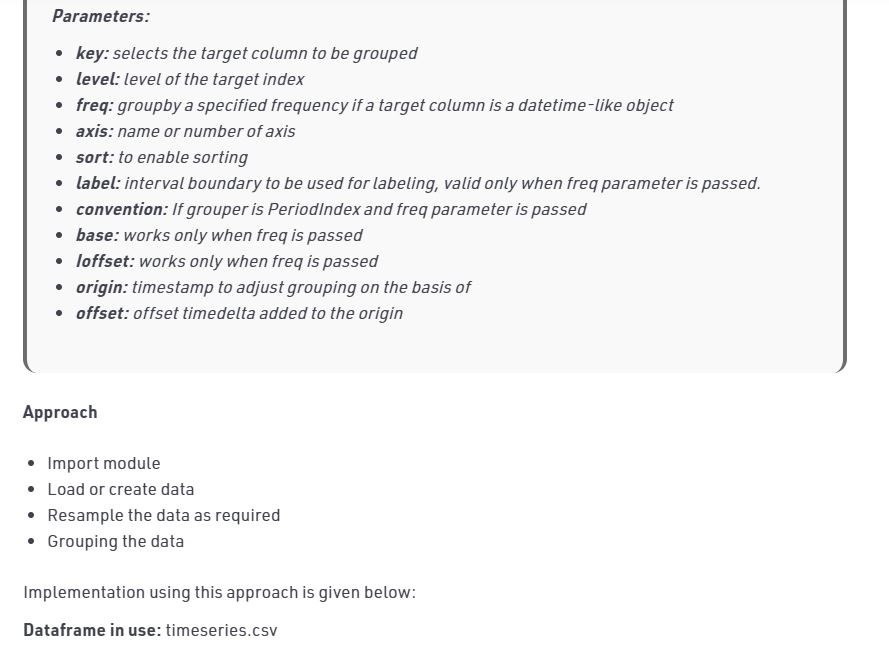 Parameters:
key: selects the target column to be grouped
level: level of the target index
freq: groupby a specified frequency if a target column is a datetime-like object
axis: name or number of axis
sort: to enable sorting
label: interval boundary to be used for labeling, valid only when freq parameter is passed.
convention: If grouper is PeriodIndex and freq parameter is passed
base: works only when freq is passed
loffset: works only when freq is passed
origin: timestamp to adjust grouping on the basis of
offset: offset timedelta added to the origin
Approach
Import module
Load or create data
Resample the data as required
Grouping the data
Implementation using this approach is given below:
Dataframe in use: timeseries.csv